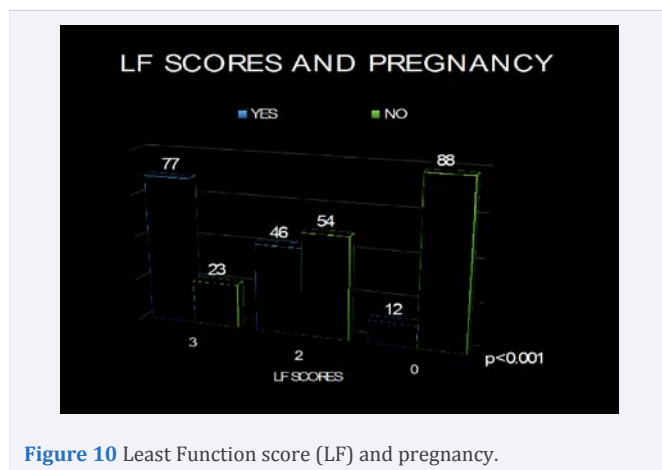 LF SCORES AND PREGNANCY
YES NO
77 23 46 54 12 88
3 2 0
p<0.001
LF SCORES
Figure 10 Least Function score (LF) and pregnancy.